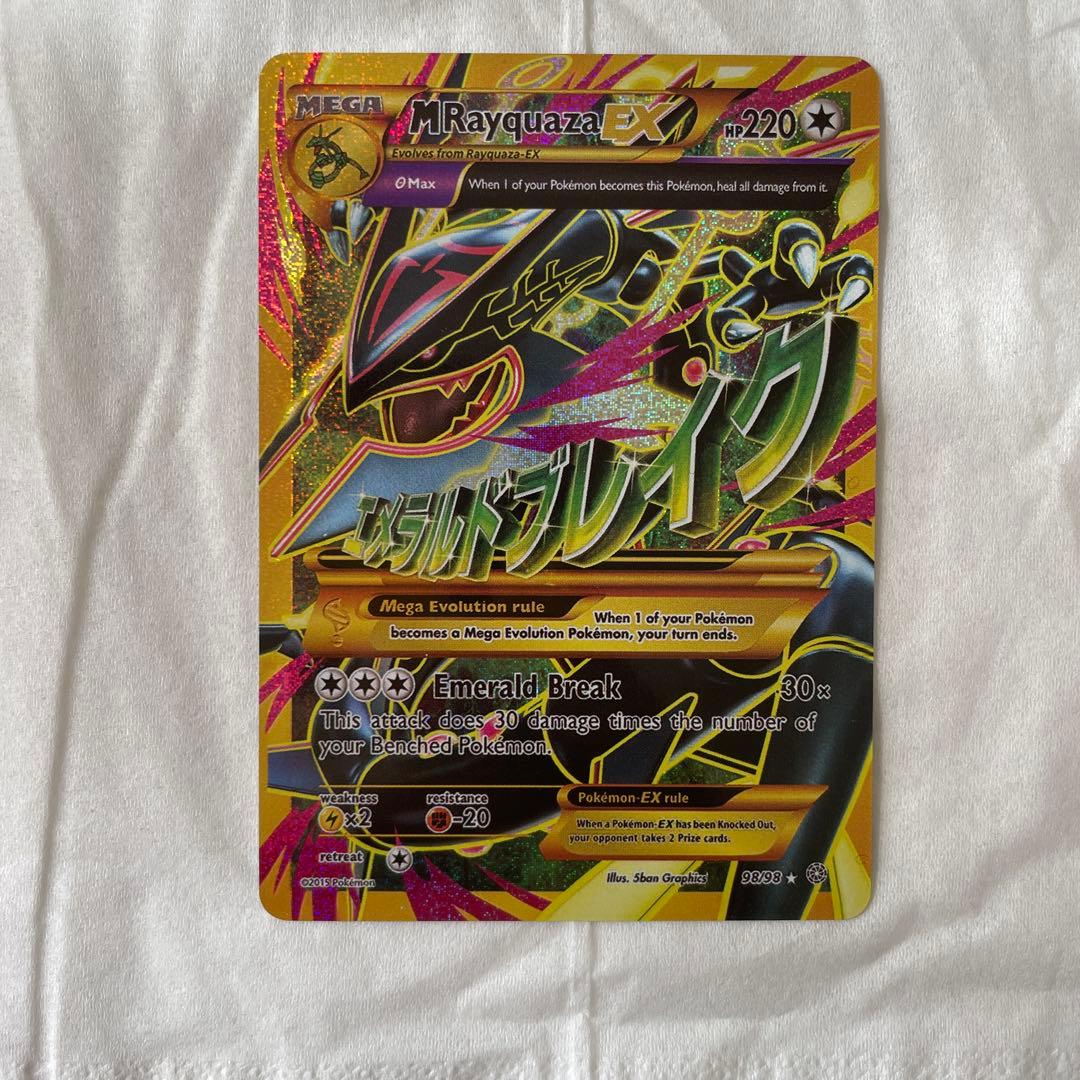 MEGA
MRayquazaEX
HP220
Evolves from Rayquaza-EX
θMax
When 1 of your Pokémon becomes this Pokémon, heal all damage from it.
エメラルドブレイク
Mega Evolution rule
When 1 of your Pokémon
becomes a Mega Evolution Pokémon, your turn ends.
Emerald Break 30×
This attack does 30 damage times the number of
your Benched Pokémon.
weakness resistance
×2 -20
Pokémon-EX rule
When a Pokémon-EX has been Knocked Out,
your opponent takes 2 Prize cards.
retreat
©2015 Pokémon
Illus. 5ban Graphics
98/98 ★